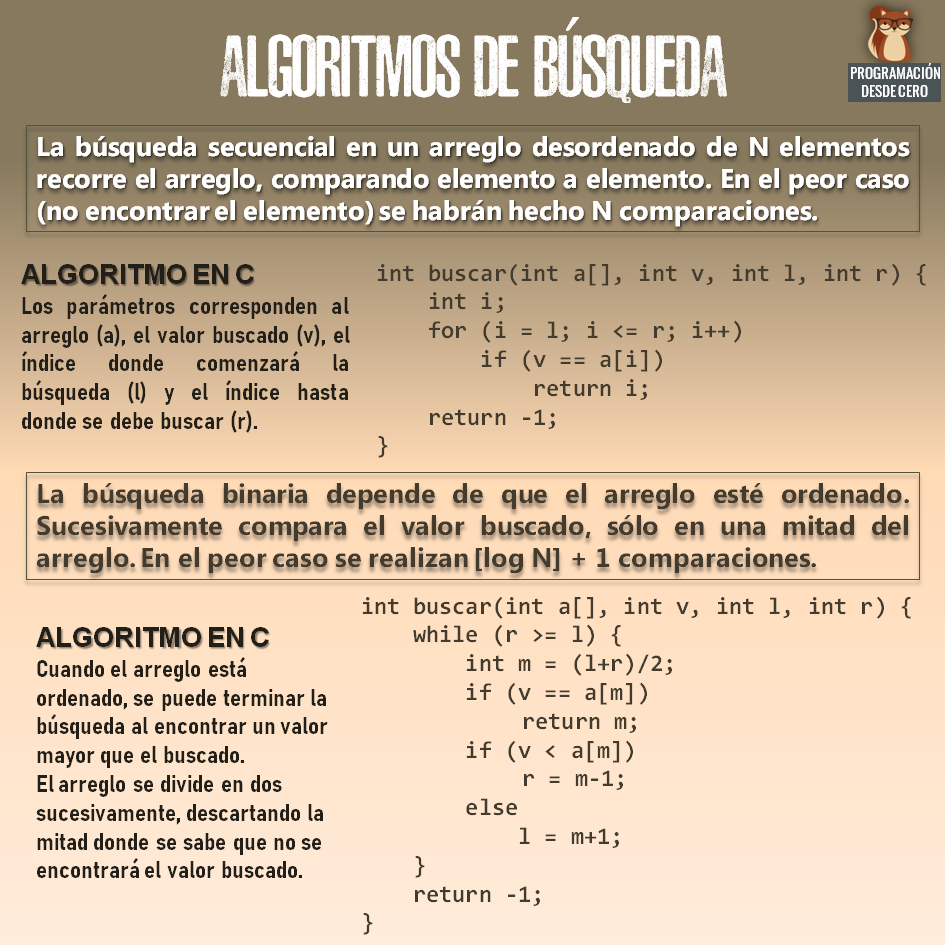 ALGORITMOS DE BÚSQUEDA
PROGRAMACIÓN
DESDE CERO
La búsqueda secuencial en un arreglo desordenado de N elementos
recorre el arreglo, comparando elemento a elemento. En el peor caso
(no encontrar el elemento) se habrán hecho N comparaciones.
ALGORITMO EN C
Los parámetros corresponden al
arreglo (a), el valor buscado (v), el
índice donde comenzará la
búsqueda (l) y el índice hasta
donde se debe buscar (r).
int buscar(int a[], int v, int l, int r) {
    int i;
    for (i = l; i <= r; i++)
        if (v == a[i])
            return i;
    return -1;
}
La búsqueda binaria depende de que el arreglo esté ordenado.
Sucesivamente compara el valor buscado, sólo en una mitad del
arreglo. En el peor caso se realizan [log N] + 1 comparaciones.
ALGORITMO EN C
Cuando el arreglo está
ordenado, se puede terminar la
búsqueda al encontrar un valor
mayor que el buscado.
El arreglo se divide en dos
sucesivamente, descartando la
mitad donde se sabe que no se
encontrará el valor buscado.
int buscar(int a[], int v, int l, int r) {
    while (r >= l) {
        int m = (l+r)/2;
        if (v == a[m])
            return m;
        if (v < a[m])
            r = m-1;
        else
            l = m+1;
    }
    return -1;
}